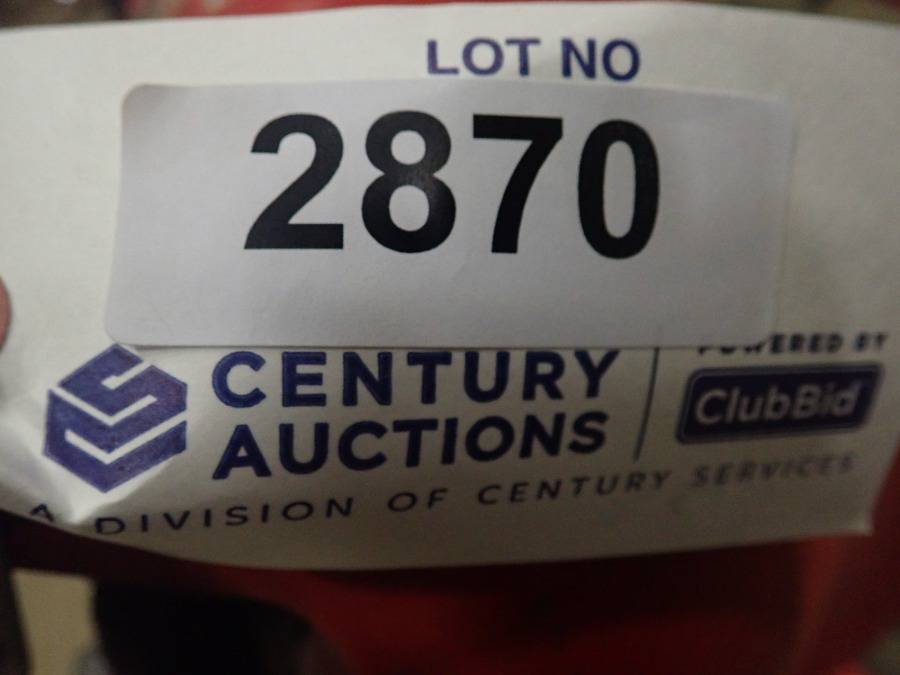 LOT NO
2870
CENTURY
AUCTIONS
POWERED BY
ClubBid
A DIVISION OF CENTURY SERVICES